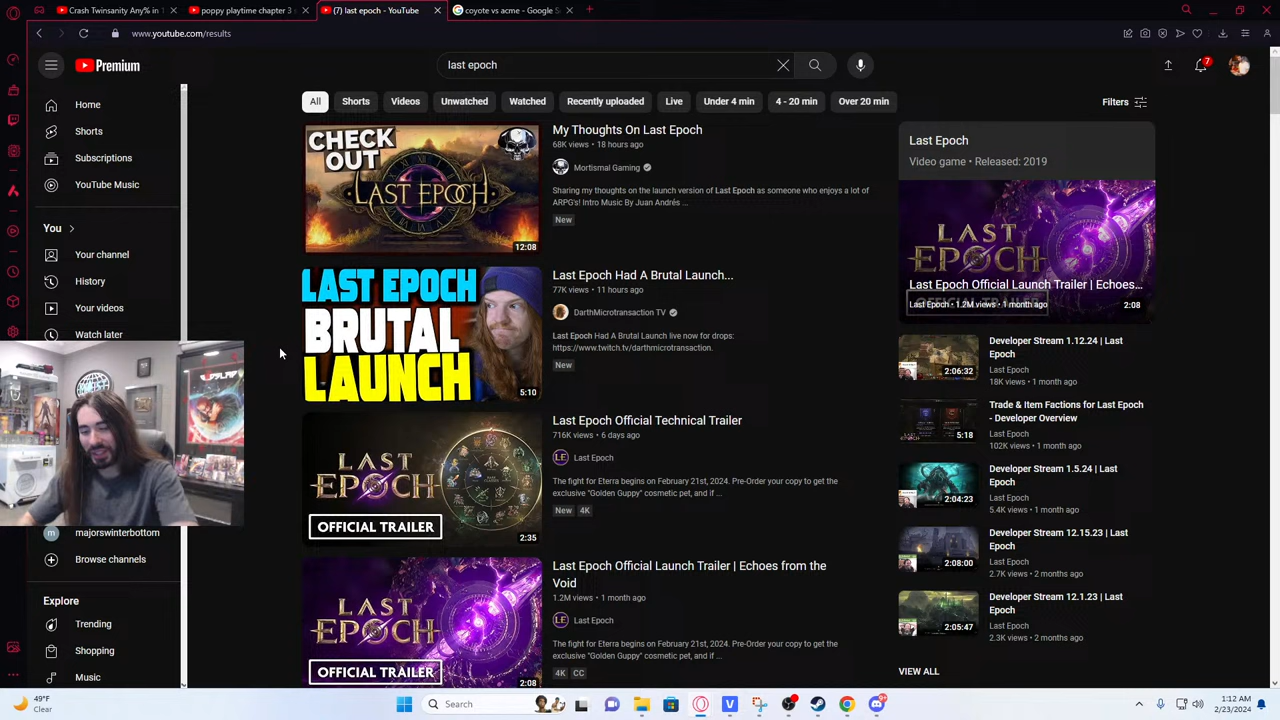 Crash Twinsanity Any% in
poppy playtime chapter 3
(7) last epoch - YouTube
coyote vs acme - Google S
www.youtube.com/results
Premium
last epoch
7
Home
Shorts
Subscriptions
YouTube Music
You
Your channel
History
Your videos
Watch later
majorswinterbottom
Browse channels
Explore
Trending
Shopping
Music
All
Shorts
Videos
Unwatched
Watched
Recently uploaded
Live
Under 4 min
4 - 20 min
Over 20 min
Filters
CHECK
OUT
LAST EPOCH
12:08
My Thoughts On Last Epoch
68K views • 18 hours ago
Mortismal Gaming
Sharing my thoughts on the launch version of Last Epoch as someone who enjoys a lot of
ARPG's! Intro Music By Juan Andrés ...
New
LAST EPOCH
BRUTAL
LAUNCH
5:10
Last Epoch Had A Brutal Launch...
77K views • 11 hours ago
DarthMicrotransaction TV
Last Epoch Had A Brutal Launch live now for drops:
https://www.twitch.tv/darthmicrotransaction.
New
LAST
EPOCH
OFFICIAL TRAILER
2:35
Last Epoch Official Technical Trailer
716K views • 6 days ago
LE
Last Epoch
The fight for Eterra begins on February 21st, 2024. Pre-Order your copy to get the
exclusive "Golden Guppy" cosmetic pet, and if ...
New
4K
LAST
EPOCH
OFFICIAL TRAILER
2:08
Last Epoch Official Launch Trailer | Echoes from the
Void
1.2M views • 1 month ago
LE
Last Epoch
The fight for Eterra begins on February 21st, 2024. Pre-Order your copy to get the
exclusive "Golden Guppy" cosmetic pet, and if ...
4K
CC
Last Epoch
Video game • Released: 2019
LAST
EPOCH
Last Epoch Official Launch Trailer | Echoes...
Last Epoch • 1.2M views • 1 month ago
2:08
2:06:32
Developer Stream 1.12.24 | Last
Epoch
Last Epoch
18K views • 1 month ago
5:18
Trade & Item Factions for Last Epoch
- Developer Overview
Last Epoch
102K views • 1 month ago
2:04:23
Developer Stream 1.5.24 | Last
Epoch
Last Epoch
5.4K views • 1 month ago
2:08:00
Developer Stream 12.15.23 | Last
Epoch
Last Epoch
2.7K views • 2 months ago
2:05:47
Developer Stream 12.1.23 | Last
Epoch
Last Epoch
2.3K views • 2 months ago
VIEW ALL
49°F
Clear
Search
1:12 AM
2/23/2024